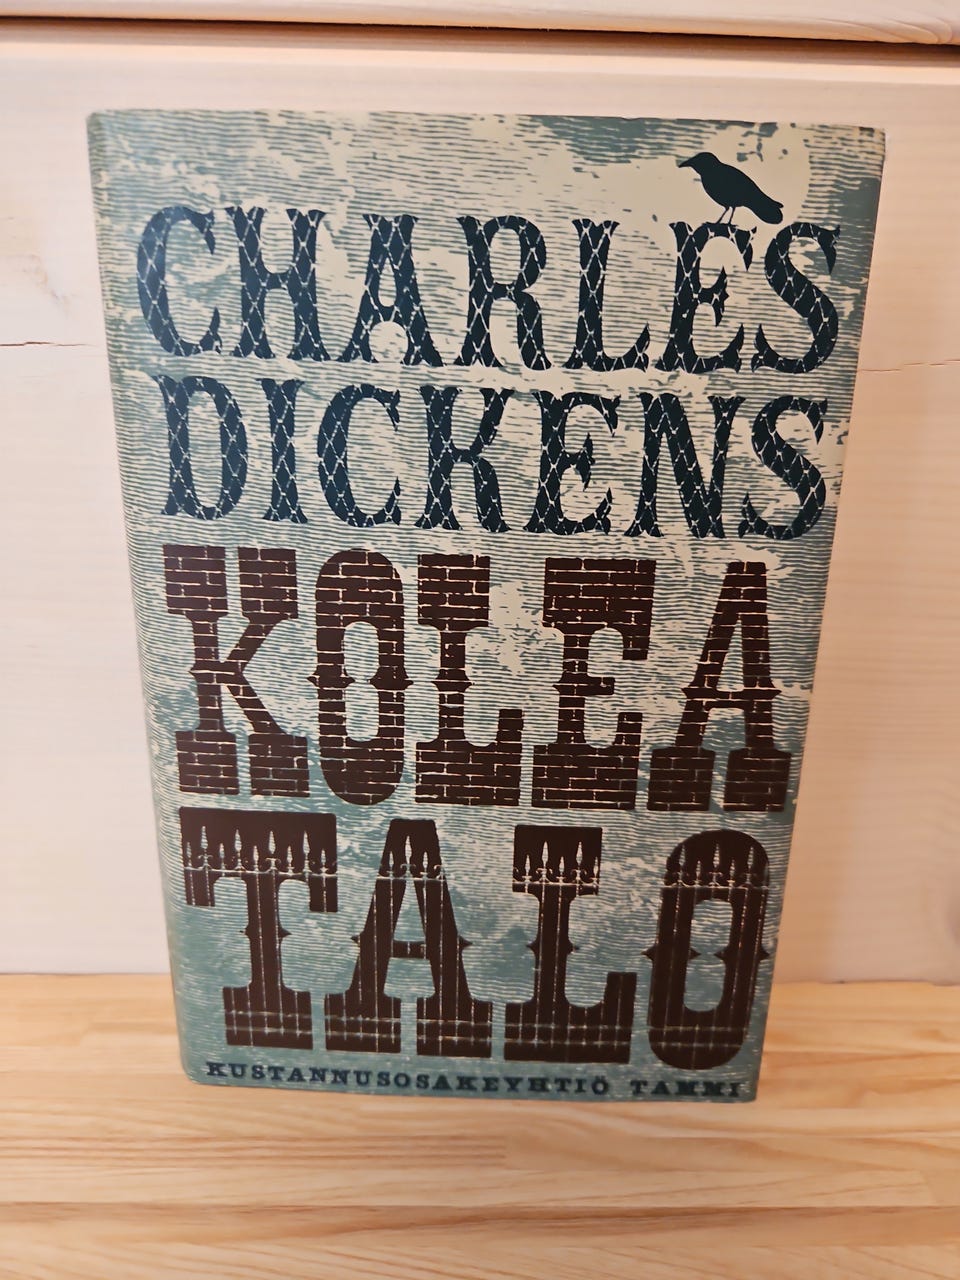 CHARLES
DICKENS
KOLEA
TALO
KUSTANNUSOSAKEYHTIÖ TAMMI